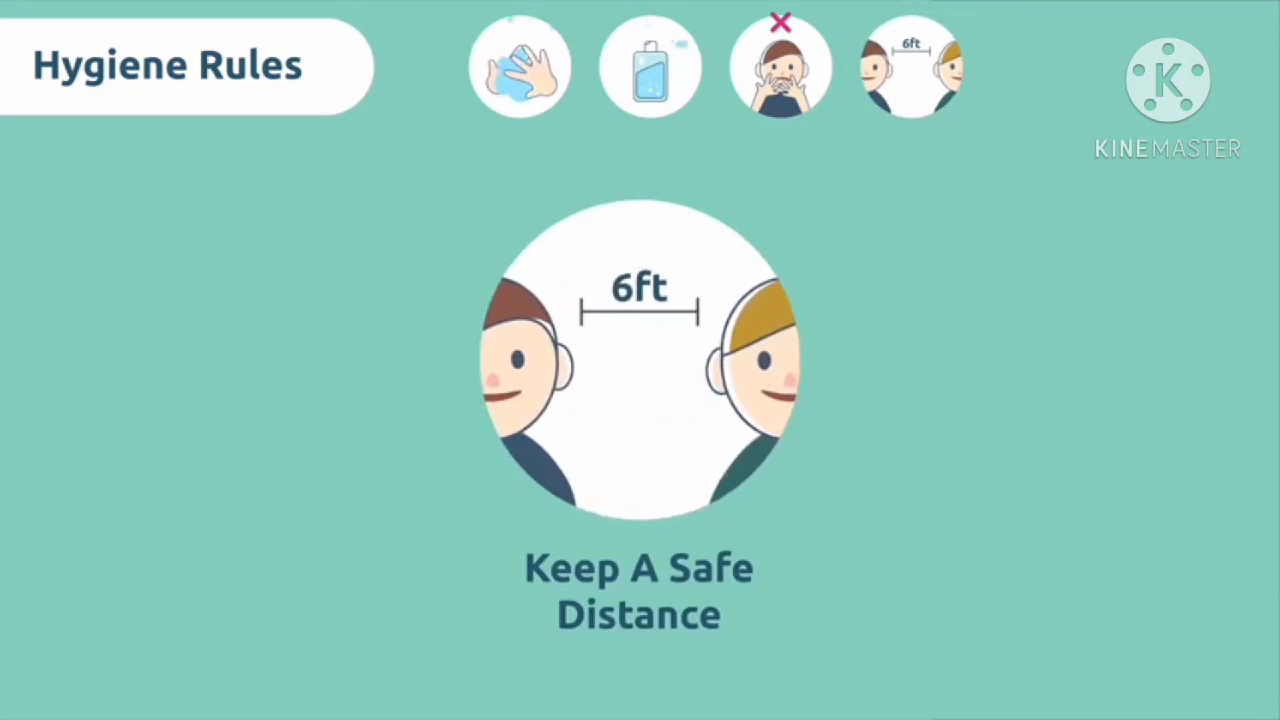 Hygiene Rules
6ft
K
KINEMASTER
6ft
Keep A Safe
Distance